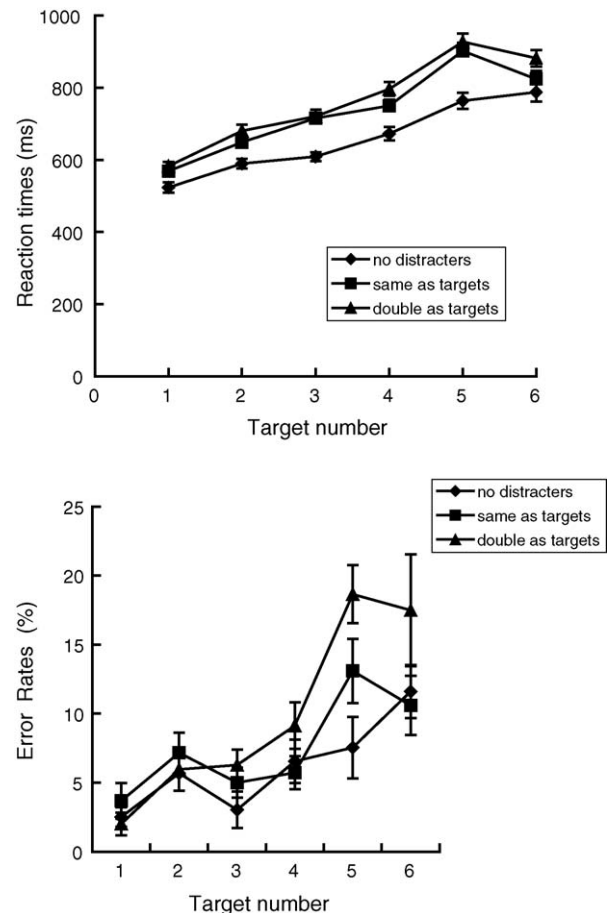 1000
800
600
400
200
0
Reaction times (ms)
no distracters
same as targets
double as targets
0 1 2 3 4 5 6
Target number
no distracters
same as targets
double as targets
25
20
15
10
5
0
Error Rates (%)
1 2 3 4 5 6
Target number